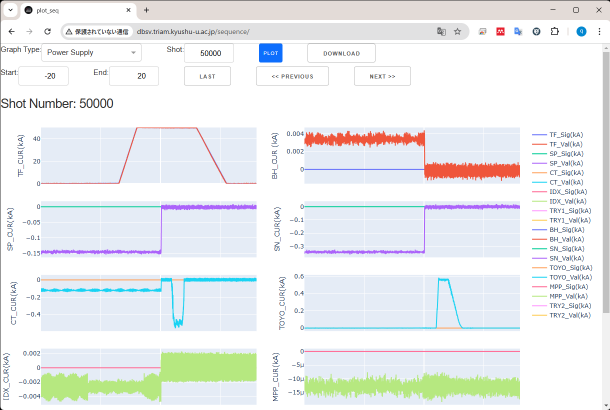 plot_seq
保護されていない通信
dbsv.triam.kyushu-u.ac.jp/sequence/
Graph Type:
Power Supply
Shot:
50000
PLOT
DOWNLOAD
Start:
-20
End:
20
LAST
<< PREVIOUS
NEXT >>
Shot Number: 50000
TF_CUR(kA)
40
20
0
BH_CUR (kA)
0.004
0.002
0
SP_CUR(kA)
0
−0.05
−0.1
−0.15
SN_CUR(kA)
0
−0.1
−0.2
−0.3
CT_CUR(kA)
0
−0.2
−0.4
TOYO_CUR(kA)
0.6
0.4
0.2
0
IDX_CUR(kA)
0.002
0
−0.002
−0.004
MPP_CUR(kA)
0
−5μ
−10μ
−15μ
TF_Sig(kA)
TF_Val(kA)
SP_Sig(kA)
SP_Val(kA)
CT_Sig(kA)
CT_Val(kA)
IDX_Sig(kA)
IDX_Val(kA)
TRY1_Sig(kA)
TRY1_Val(kA)
BH_Sig(kA)
BH_Val(kA)
SN_Sig(kA)
SN_Val(kA)
TOYO_Sig(kA)
TOYO_Val(kA)
MPP_Sig(kA)
MPP_Val(kA)
TRY2_Sig(kA)
TRY2_Val(kA)